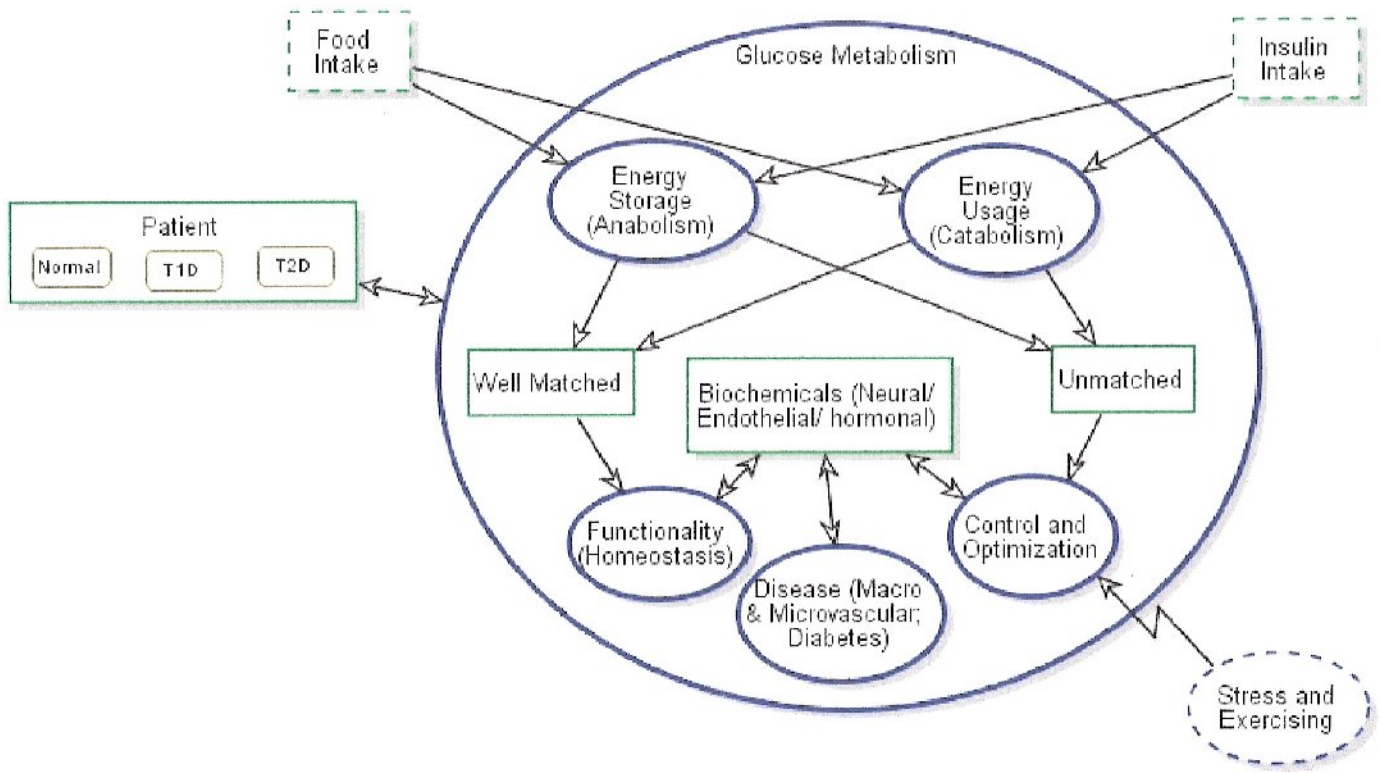 Food
Intake
Glucose Metabolism
Insulin
Intake
Energy
Storage
(Anabolism)
Energy
Usage
(Catabolism)
Patient
Normal
T1D
T2D
Well Matched
Biochemicals (Neural/
Endothelial/ hormonal)
Unmatched
Functionality
(Homeostasis)
Control and
Optimization
Disease (Macro
& Microvascular;
Diabetes)
Stress and
Exercising